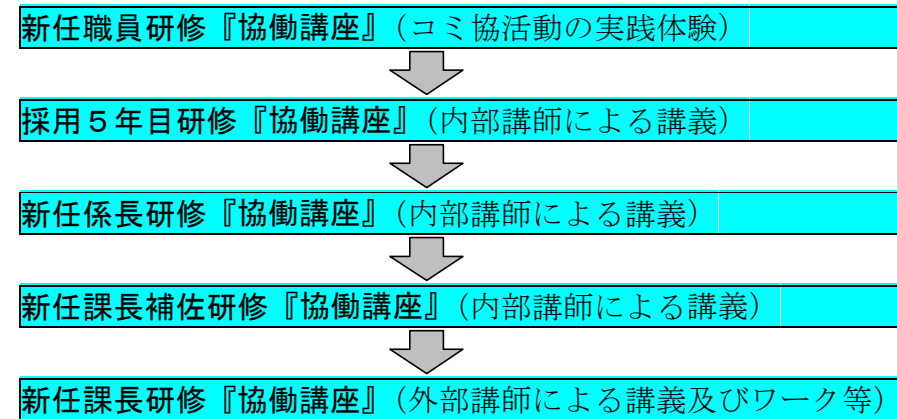 新任職員研修『協働講座』（コミ協活動の実践体験）
採用５年目研修『協働講座』（内部講師による講義）
新任係長研修『協働講座』（内部講師による講義）
新任課長補佐研修『協働講座』（内部講師による講義）
新任課長研修『協働講座』（外部講師による講義及びワーク等）